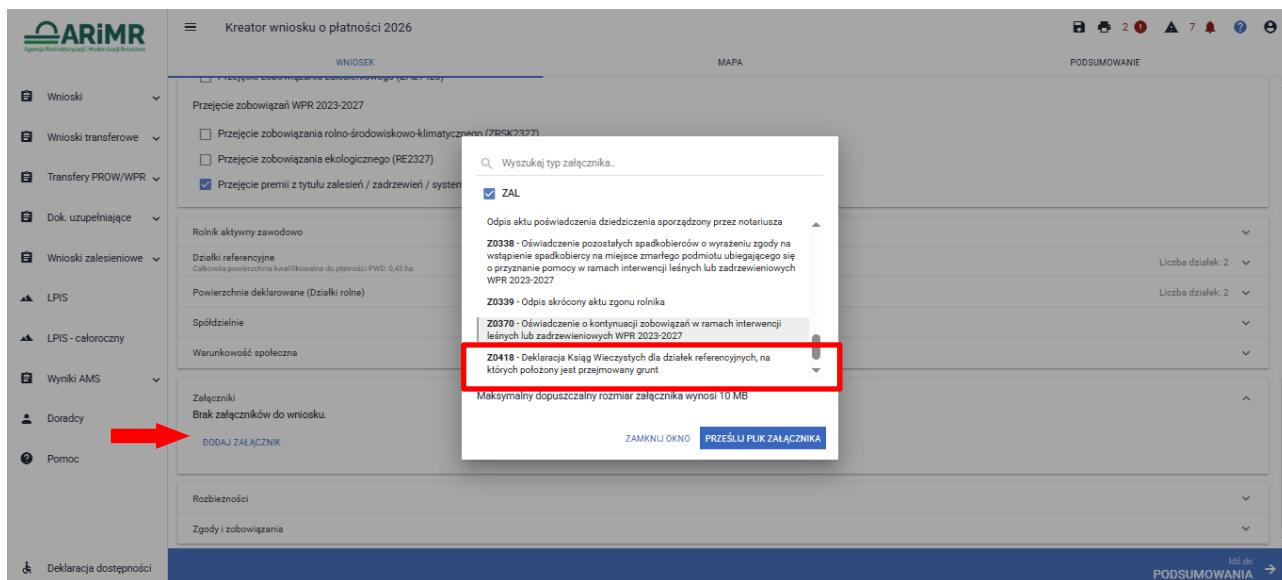 ARiMR
Agencja Restrukturyzacji i Modernizacji Rolnictwa
Kreator wniosku o płatności 2026
2
7
WNIOSEK
MAPA
PODSUMOWANIE
Wnioski
Wnioski transferowe
Transfery PROW/WPR
Dok. uzupełniające
Wnioski zalesieniowe
LPIS
LPIS - całoroczny
Wyniki AMS
Doradcy
Pomoc
Deklaracja dostępności
Przejęcie zobowiązań WPR 2023-2027
Przejęcie zobowiązania rolno-środowiskowo-klimatycznego (ZRSK2327)
Przejęcie zobowiązania ekologicznego (RE2327)
Przejęcie premii z tytułu zalesień / zadrzewień / system
Rolnik aktywny zawodowo
Działki referencyjne
Całkowita powierzchnia kwalifikowalna do płatności PWD: 0,45 ha
Liczba działek: 2
Powierzchnie deklarowane (Działki rolne)
Liczba działek: 2
Spółdzielnie
Warunkowość społeczna
Załączniki
Brak załączników do wniosku.
DODAJ ZAŁĄCZNIK
Rozbieżności
Zgody i zobowiązania
Wyszukaj typ załącznika..
ZAL
Odpis aktu poświadczenia dziedziczenia sporządzony przez notariusza
Z0338 - Oświadczenie pozostałych spadkobierców o wyrażeniu zgody na
wstąpienie spadkobiercy na miejsce zmarłego podmiotu ubiegającego się
o przyznanie pomocy w ramach interwencji leśnych lub zadrzewieniowych
WPR 2023-2027
Z0339 - Odpis skrócony aktu zgonu rolnika
Z0370 - Oświadczenie o kontynuacji zobowiązań w ramach interwencji
leśnych lub zadrzewieniowych WPR 2023-2027
Z0418 - Deklaracja Ksiąg Wieczystych dla działek referencyjnych, na
których położony jest przejmowany grunt
Maksymalny dopuszczalny rozmiar załącznika wynosi 10 MB
ZAMKNIJ OKNO
PRZEŚLIJ PLIK ZAŁĄCZNIKA
Idź do
PODSUMOWANIA